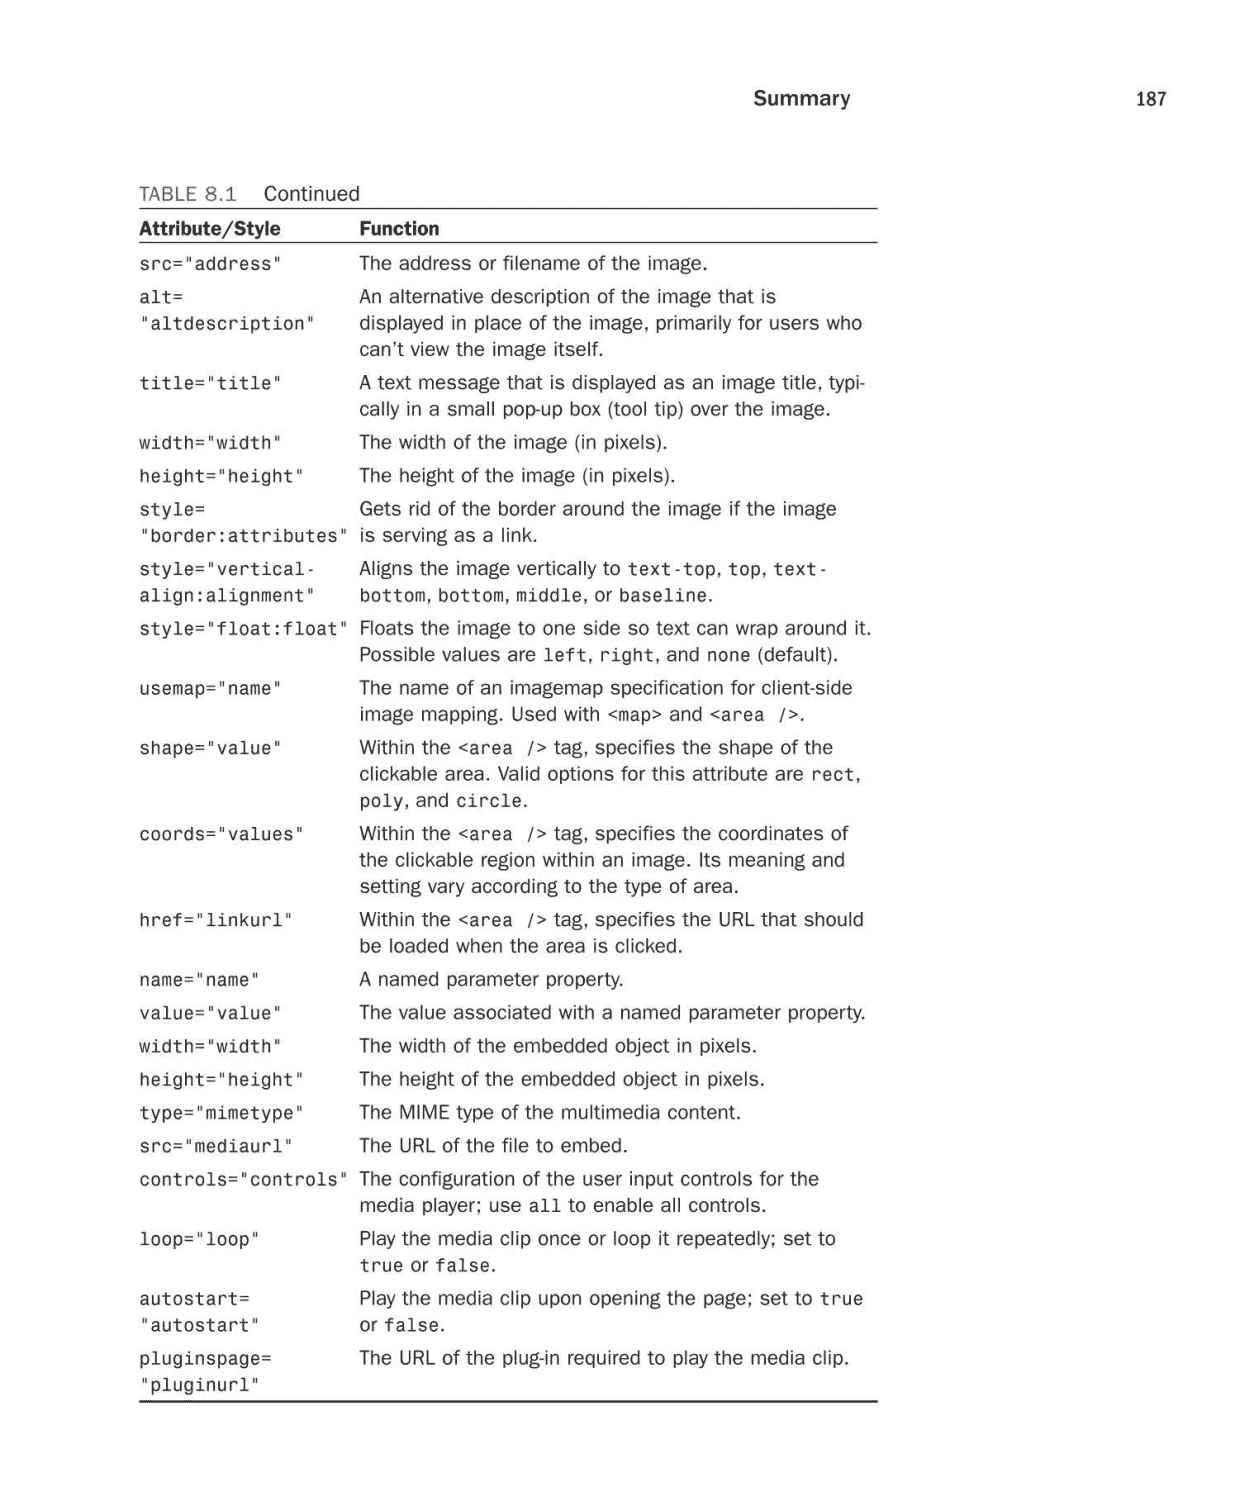 Summary 187
TABLE 8.1 Continued
Attribute/Style Function
src="address" The address or filename of the image.
alt= An alternative description of the image that is
"altdescription" displayed in place of the image, primarily for users who
can't view the image itself.
title="title" A text message that is displayed as an image title, typi-
cally in a small pop-up box (tool tip) over the image.
width="width" The width of the image (in pixels).
height="height" The height of the image (in pixels).
style= Gets rid of the border around the image if the image
"border:attributes" is serving as a link.
style="vertical- Aligns the image vertically to text-top, top, text-
align:alignment" bottom, bottom, middle, or baseline.
style="float:float" Floats the image to one side so text can wrap around it.
Possible values are left, right, and none (default).
usemap="name" The name of an imagemap specification for client-side
image mapping. Used with <map> and <area />.
shape="value" Within the <area /> tag, specifies the shape of the
clickable area. Valid options for this attribute are rect,
poly, and circle.
coords="values" Within the <area /> tag, specifies the coordinates of
the clickable region within an image. Its meaning and
setting vary according to the type of area.
href="linkurl" Within the <area /> tag, specifies the URL that should
be loaded when the area is clicked.
name="name" A named parameter property.
value="value" The value associated with a named parameter property.
width="width" The width of the embedded object in pixels.
height="height" The height of the embedded object in pixels.
type="mimetype" The MIME type of the multimedia content.
src="mediaurl" The URL of the file to embed.
controls="controls" The configuration of the user input controls for the
media player; use all to enable all controls.
loop="loop" Play the media clip once or loop it repeatedly; set to
true or false.
autostart= Play the media clip upon opening the page; set to true
"autostart" or false.
pluginspage= The URL of the plug-in required to play the media clip.
"pluginurl"